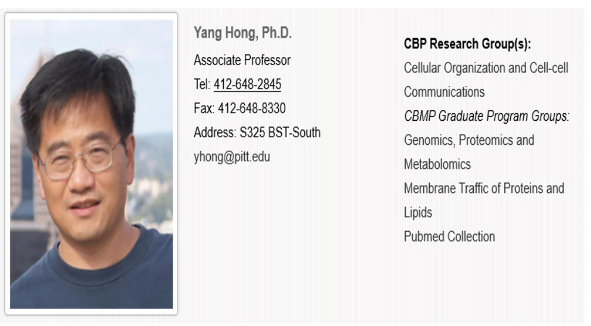 Yang Hong, Ph.D.
Associate Professor
Tel: 412-648-2845
Fax: 412-648-8330
Address: S325 BST-South
yhong@pitt.edu
CBP Research Group(s):
Cellular Organization and Cell-cell
Communications
CBMP Graduate Program Groups:
Genomics, Proteomics and
Metabolomics
Membrane Traffic of Proteins and
Lipids
Pubmed Collection